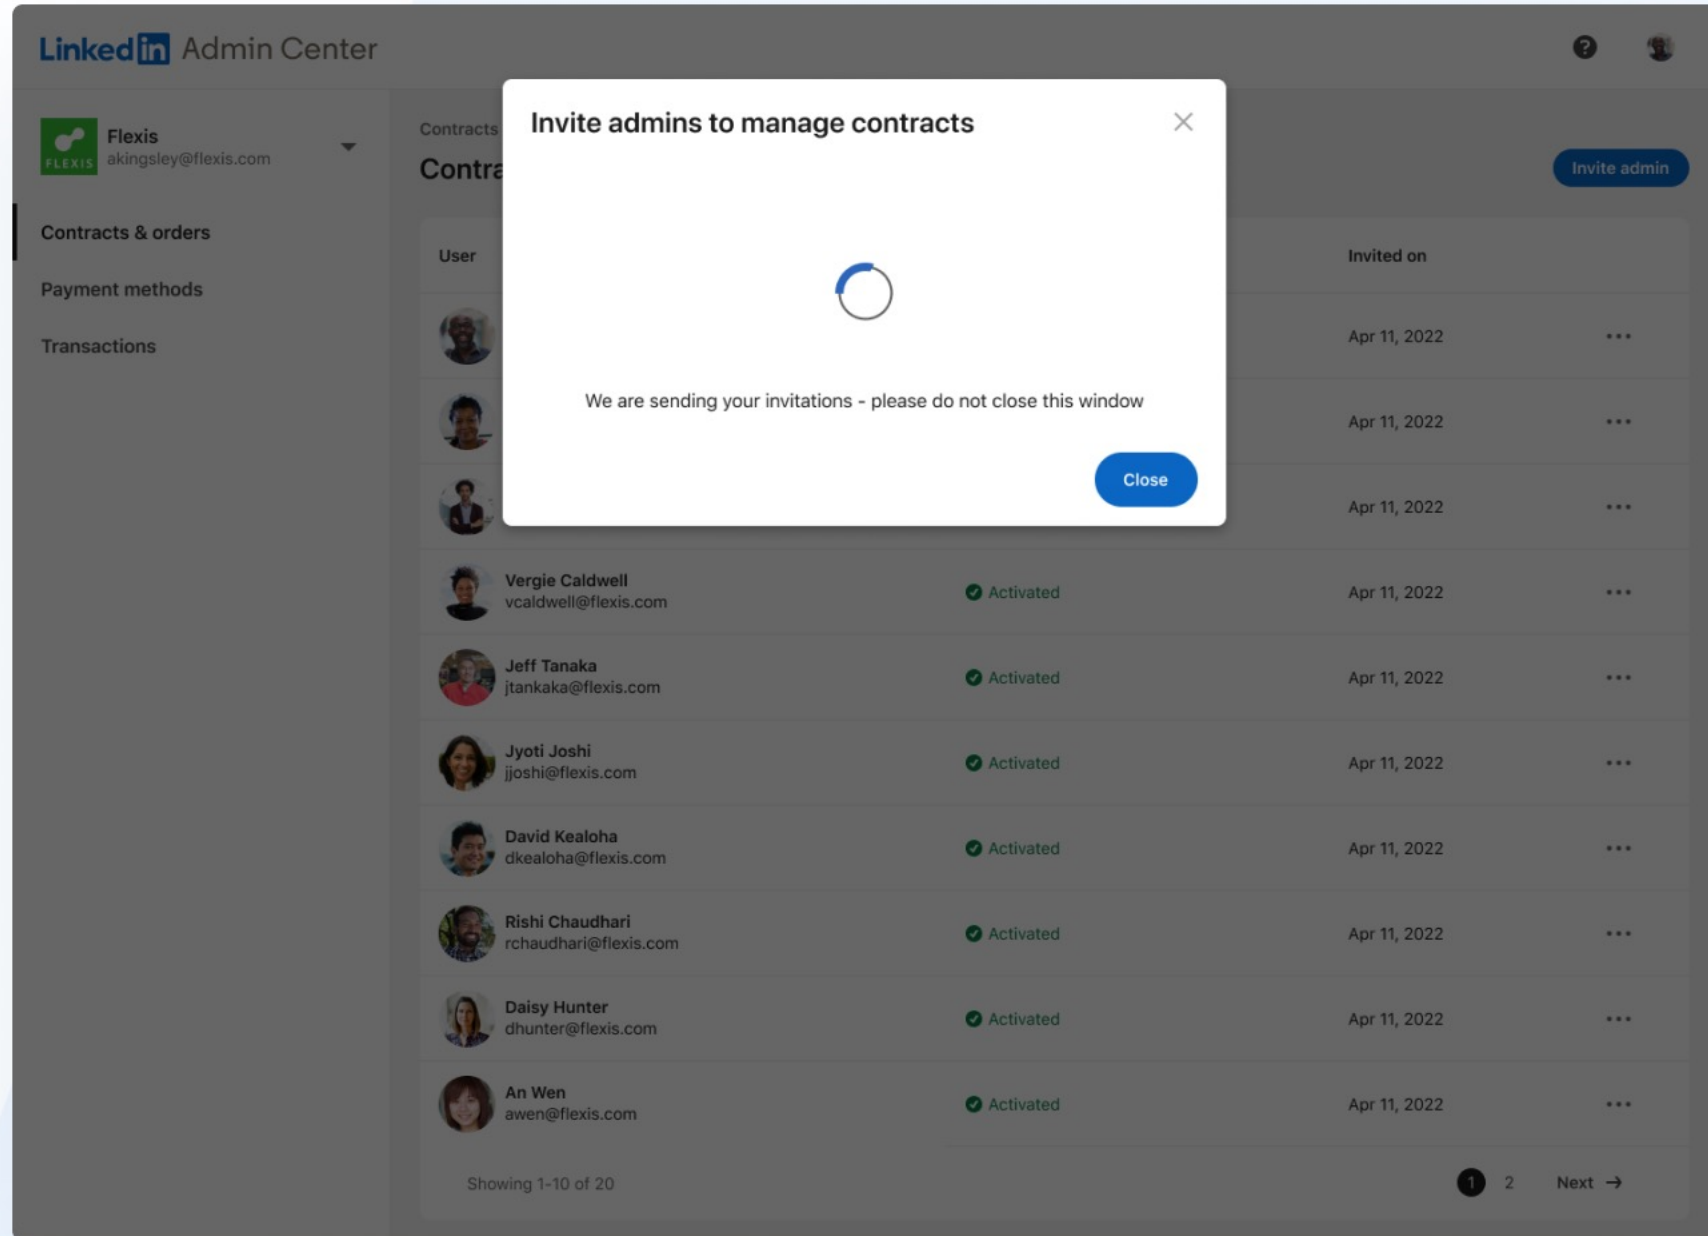 Linkedin Admin Center
Flexis
akingsley@flexis.com
FLEXIS
Contracts & orders
Payment methods
Transactions
Contracts
Contra
Invite admin
Invite admins to manage contracts
We are sending your invitations - please do not close this window
Close
User
Invited on
Apr 11, 2022
Apr 11, 2022
Apr 11, 2022
Vergie Caldwell
vcaldwell@flexis.com
Activated
Apr 11, 2022
Jeff Tanaka
jtankaka@flexis.com
Activated
Apr 11, 2022
Jyoti Joshi
jjoshi@flexis.com
Activated
Apr 11, 2022
David Kealoha
dkealoha@flexis.com
Activated
Apr 11, 2022
Rishi Chaudhari
rchaudhari@flexis.com
Activated
Apr 11, 2022
Daisy Hunter
dhunter@flexis.com
Activated
Apr 11, 2022
An Wen
awen@flexis.com
Activated
Apr 11, 2022
Showing 1-10 of 20
1 2 Next →